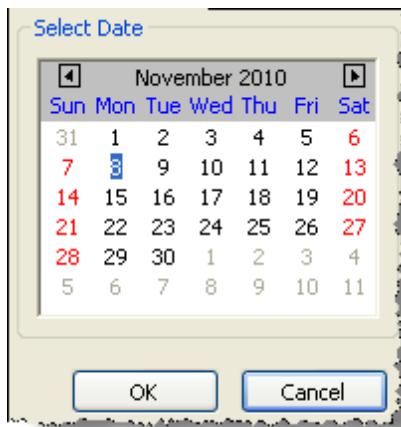 Select Date
November 2010
Sun Mon Tue Wed Thu Fri Sat
31 1 2 3 4 5 6
7 8 9 10 11 12 13
14 15 16 17 18 19 20
21 22 23 24 25 26 27
28 29 30 1 2 3 4
5 6 7 8 9 10 11
OK Cancel